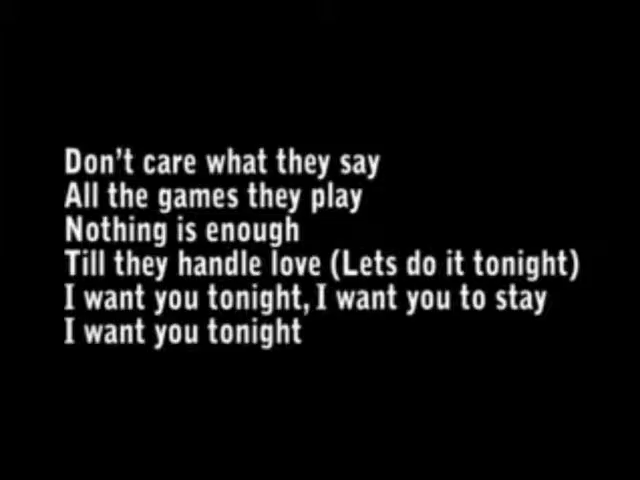 Don't care what they say
All the games they play
Nothing is enough
Till they handle love (Lets do it tonight)
I want you tonight, I want you to stay
I want you tonight